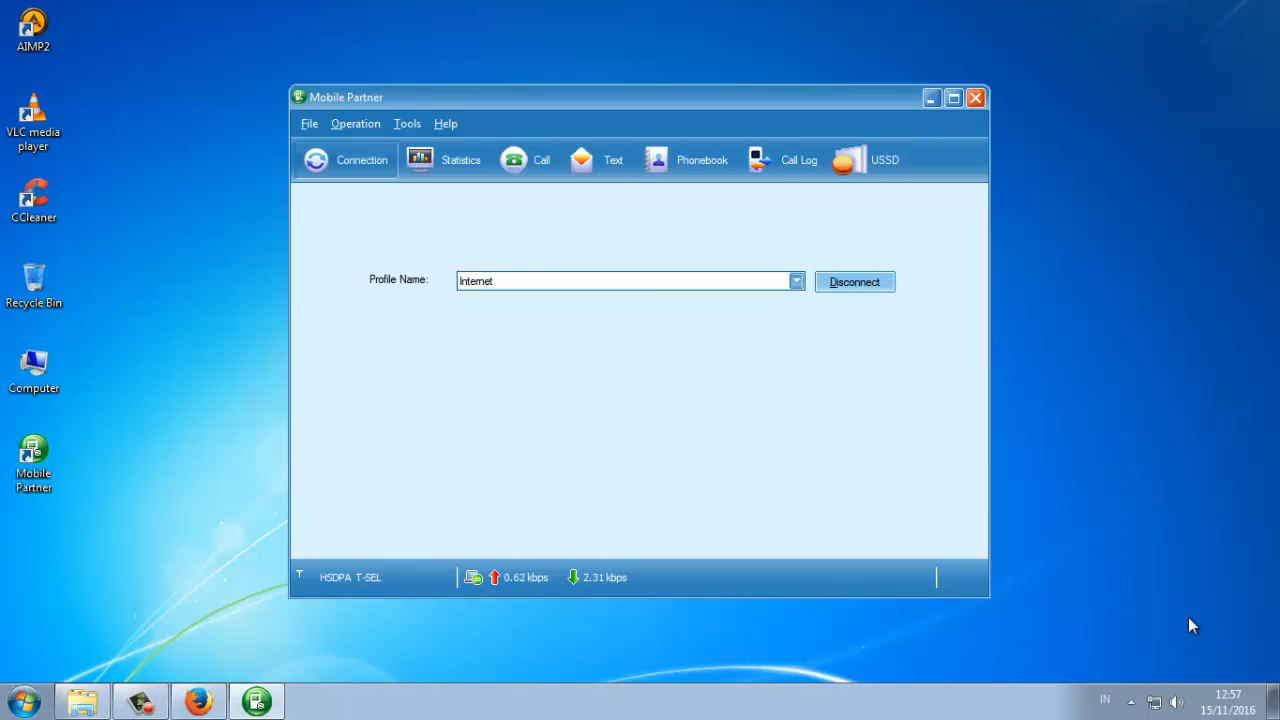 AIMP2
VLC media
player
CCleaner
Recycle Bin
Computer
Mobile
Partner
Mobile Partner
File Operation Tools Help
Connection Statistics Call Text Phonebook Call Log USSD
Profile Name: Internet Disconnect
HSDPA T-SEL 0.62 kbps 2.31 kbps
IN
12:57
15/11/2016